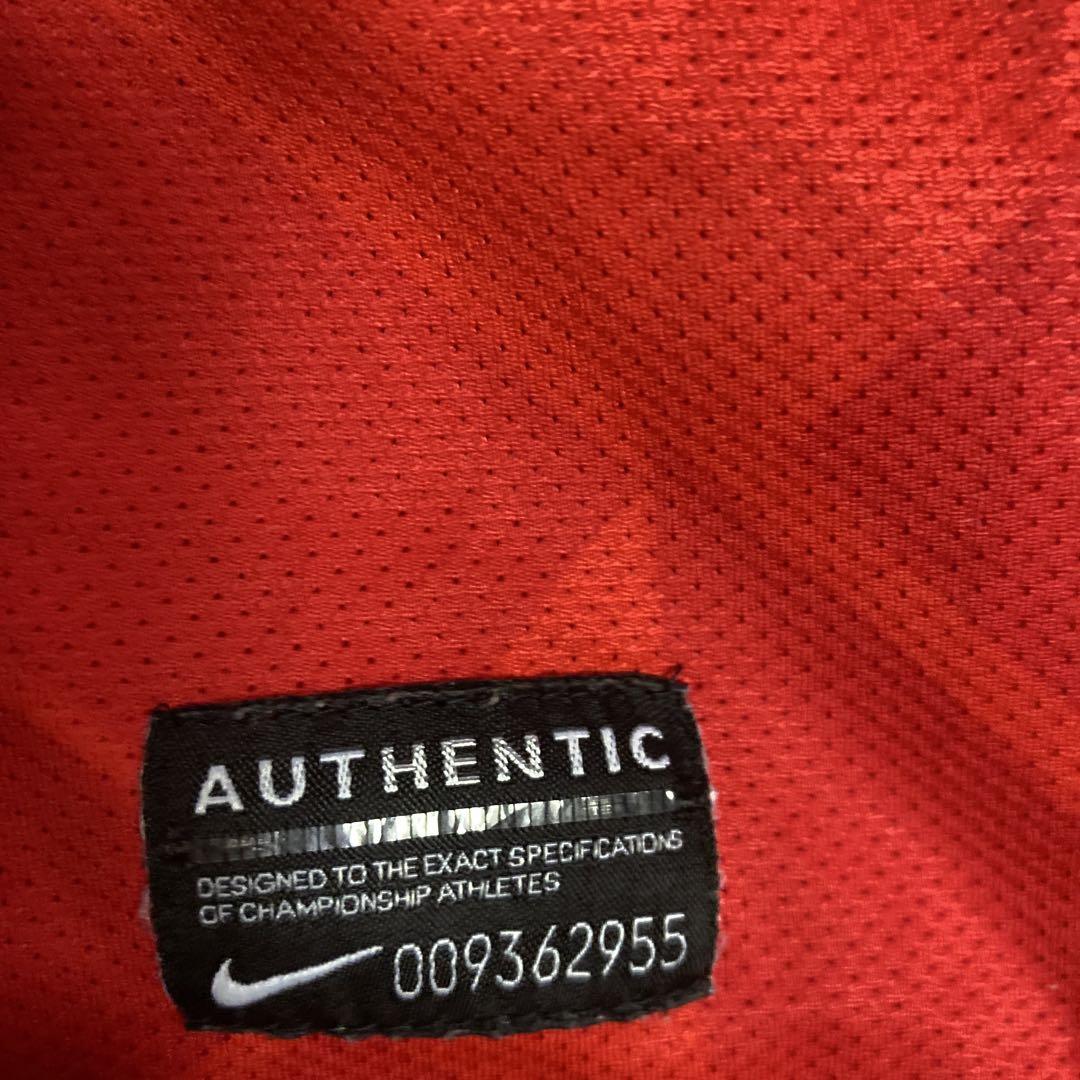 AUTHENTIC
DESIGNED TO THE EXACT SPECIFICATIONS
OF CHAMPIONSHIP ATHLETES
009362955